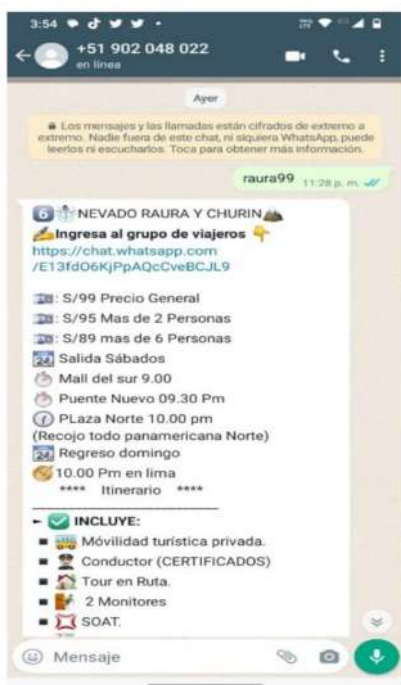 3:54
+51 902 048 022
en línea
Ayer
Los mensajes y las llamadas están cifrados de extremo a
extremo. Nadie fuera de este chat, ni siquiera WhatsApp, puede
leerlos ni escucharlos. Toca para obtener más información.
raura99 11:28 p. m.
6 NEVADO RAURA Y CHURIN
Ingresa al grupo de viajeros
https://chat.whatsapp.com
/E13fdO6KjPpAQcCveBCJL9
: S/99 Precio General
: S/95 Mas de 2 Personas
: S/89 mas de 6 Personas
24 Salida Sábados
Mall del sur 9.00
Puente Nuevo 09.30 Pm
PLaza Norte 10.00 pm
(Recojo todo panamericana Norte)
24 Regreso domingo
10.00 Pm en lima
**** Itinerario ****
INCLUYE:
Móvilidad turística privada.
Conductor (CERTIFICADOS)
Tour en Ruta.
2 Monitores
SOAT.
Mensaje